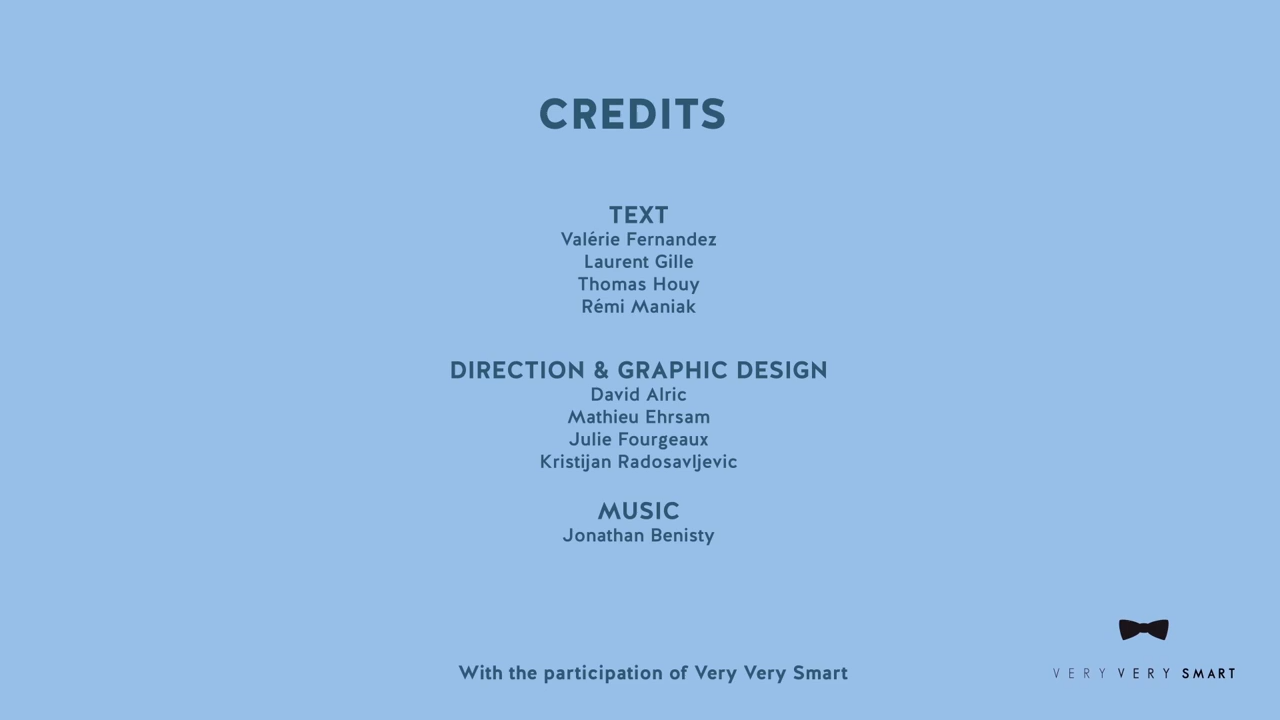 CREDITS
TEXT
Valérie Fernandez
Laurent Gille
Thomas Houy
Rémi Maniak
DIRECTION & GRAPHIC DESIGN
David Alric
Mathieu Ehrsam
Julie Fourgeaux
Kristijan Radosavljevic
MUSIC
Jonathan Benisty
With the participation of Very Very Smart
VERY VERY SMART